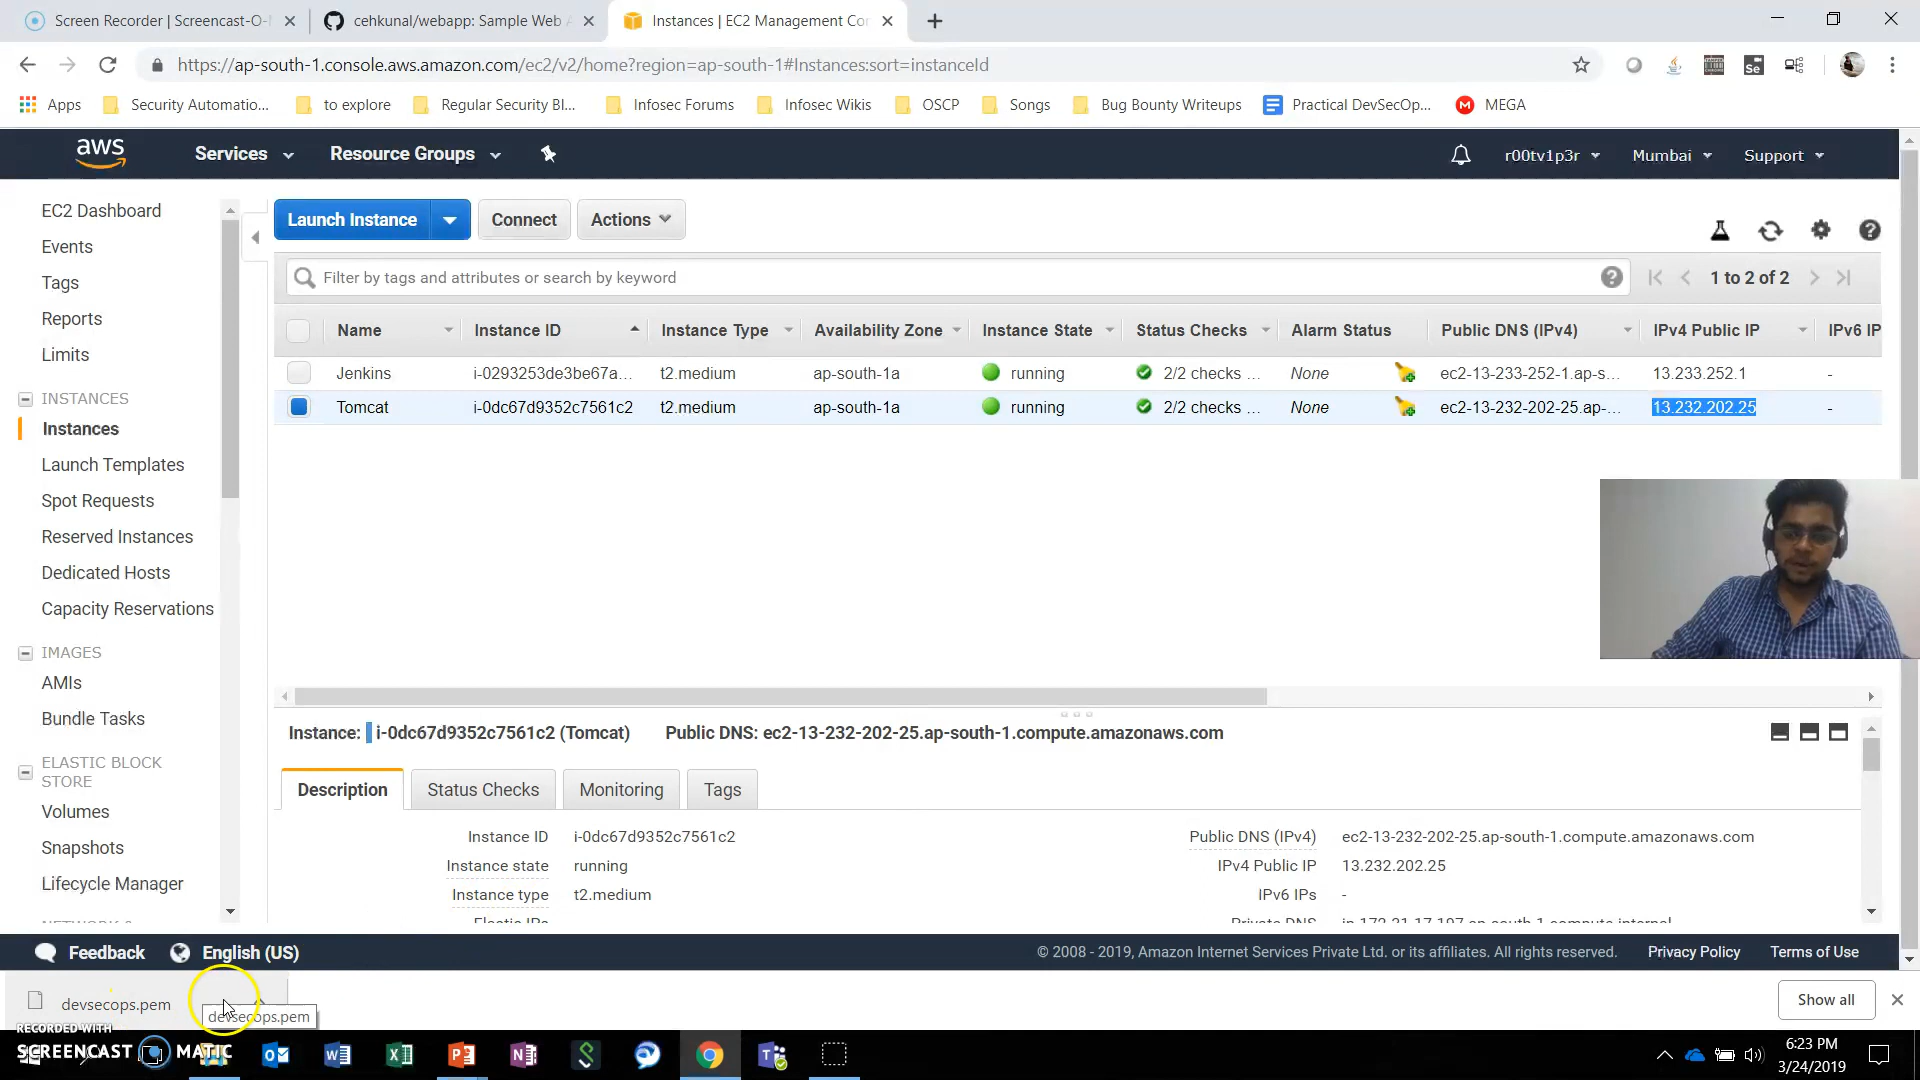 Screen Recorder | Screencast-O-
cehkunal/webapp: Sample Web A
Instances | EC2 Management Con
https://ap-south-1.console.aws.amazon.com/ec2/v2/home?region=ap-south-1#Instances:sort=instanceId
Apps
Security Automatio...
to explore
Regular Security Bl...
Infosec Forums
Infosec Wikis
OSCP
Songs
Bug Bounty Writeups
Practical DevSecOp...
MEGA
aws
Services
Resource Groups
r00tv1p3r
Mumbai
Support
EC2 Dashboard
Events
Tags
Reports
Limits
INSTANCES
Instances
Launch Templates
Spot Requests
Reserved Instances
Dedicated Hosts
Capacity Reservations
IMAGES
AMIs
Bundle Tasks
ELASTIC BLOCK
STORE
Volumes
Snapshots
Lifecycle Manager
Launch Instance
Connect
Actions
Filter by tags and attributes or search by keyword
1 to 2 of 2
Name Instance ID Instance Type Availability Zone Instance State Status Checks Alarm Status Public DNS (IPv4) IPv4 Public IP IPv6 IP
Jenkins i-0293253de3be67a... t2.medium ap-south-1a running 2/2 checks ... None ec2-13-233-252-1.ap-s... 13.233.252.1 -
Tomcat i-0dc67d9352c7561c2 t2.medium ap-south-1a running 2/2 checks ... None ec2-13-232-202-25.ap-... 13.232.202.25 -
Instance: i-0dc67d9352c7561c2 (Tomcat) Public DNS: ec2-13-232-202-25.ap-south-1.compute.amazonaws.com
Description
Status Checks
Monitoring
Tags
Instance ID i-0dc67d9352c7561c2
Instance state running
Instance type t2.medium
Public DNS (IPv4) ec2-13-232-202-25.ap-south-1.compute.amazonaws.com
IPv4 Public IP 13.232.202.25
IPv6 IPs -
Feedback
English (US)
© 2008 - 2019, Amazon Internet Services Private Ltd. or its affiliates. All rights reserved.
Privacy Policy
Terms of Use
devsecops.pem
devsecops.pem
Show all
RECORDED WITH
SCREENCAST MATIC
6:23 PM
3/24/2019